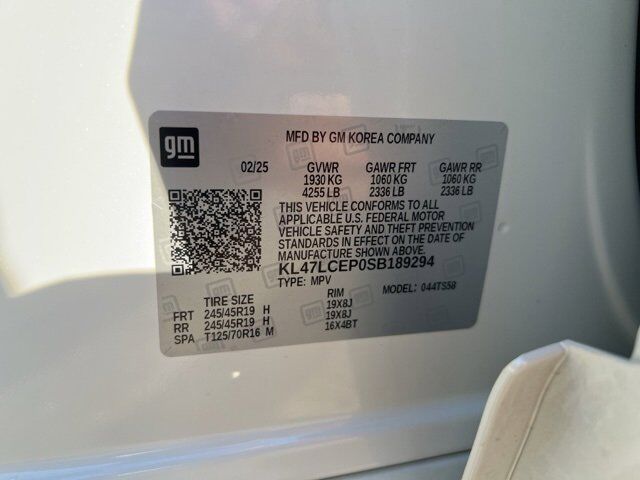 gm
MFD BY GM KOREA COMPANY
02/25 GVWR GAWR FRT GAWR RR
1930 KG 1060 KG 1060 KG
4255 LB 2336 LB 2336 LB
THIS VEHICLE CONFORMS TO ALL
APPLICABLE U.S. FEDERAL MOTOR
VEHICLE SAFETY AND THEFT PREVENTION
STANDARDS IN EFFECT ON THE DATE OF
MANUFACTURE SHOWN ABOVE.
KL47LCEP0SB189294
TYPE: MPV MODEL: 044TS58
TIRE SIZE RIM
FRT 245/45R19 H 19X8J
RR 245/45R19 H 19X8J
SPA T125/70R16 M 16X4BT